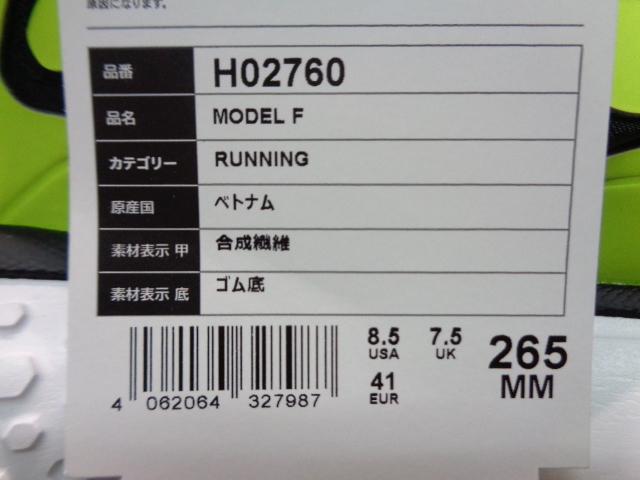 原因になります。
品番 H02760
品名 MODEL F
カテゴリー RUNNING
原産国 ベトナム
素材表示 甲 合成繊維
素材表示 底 ゴム底
8.5 USA 7.5 UK 265 MM
41 EUR
4 062064 327987